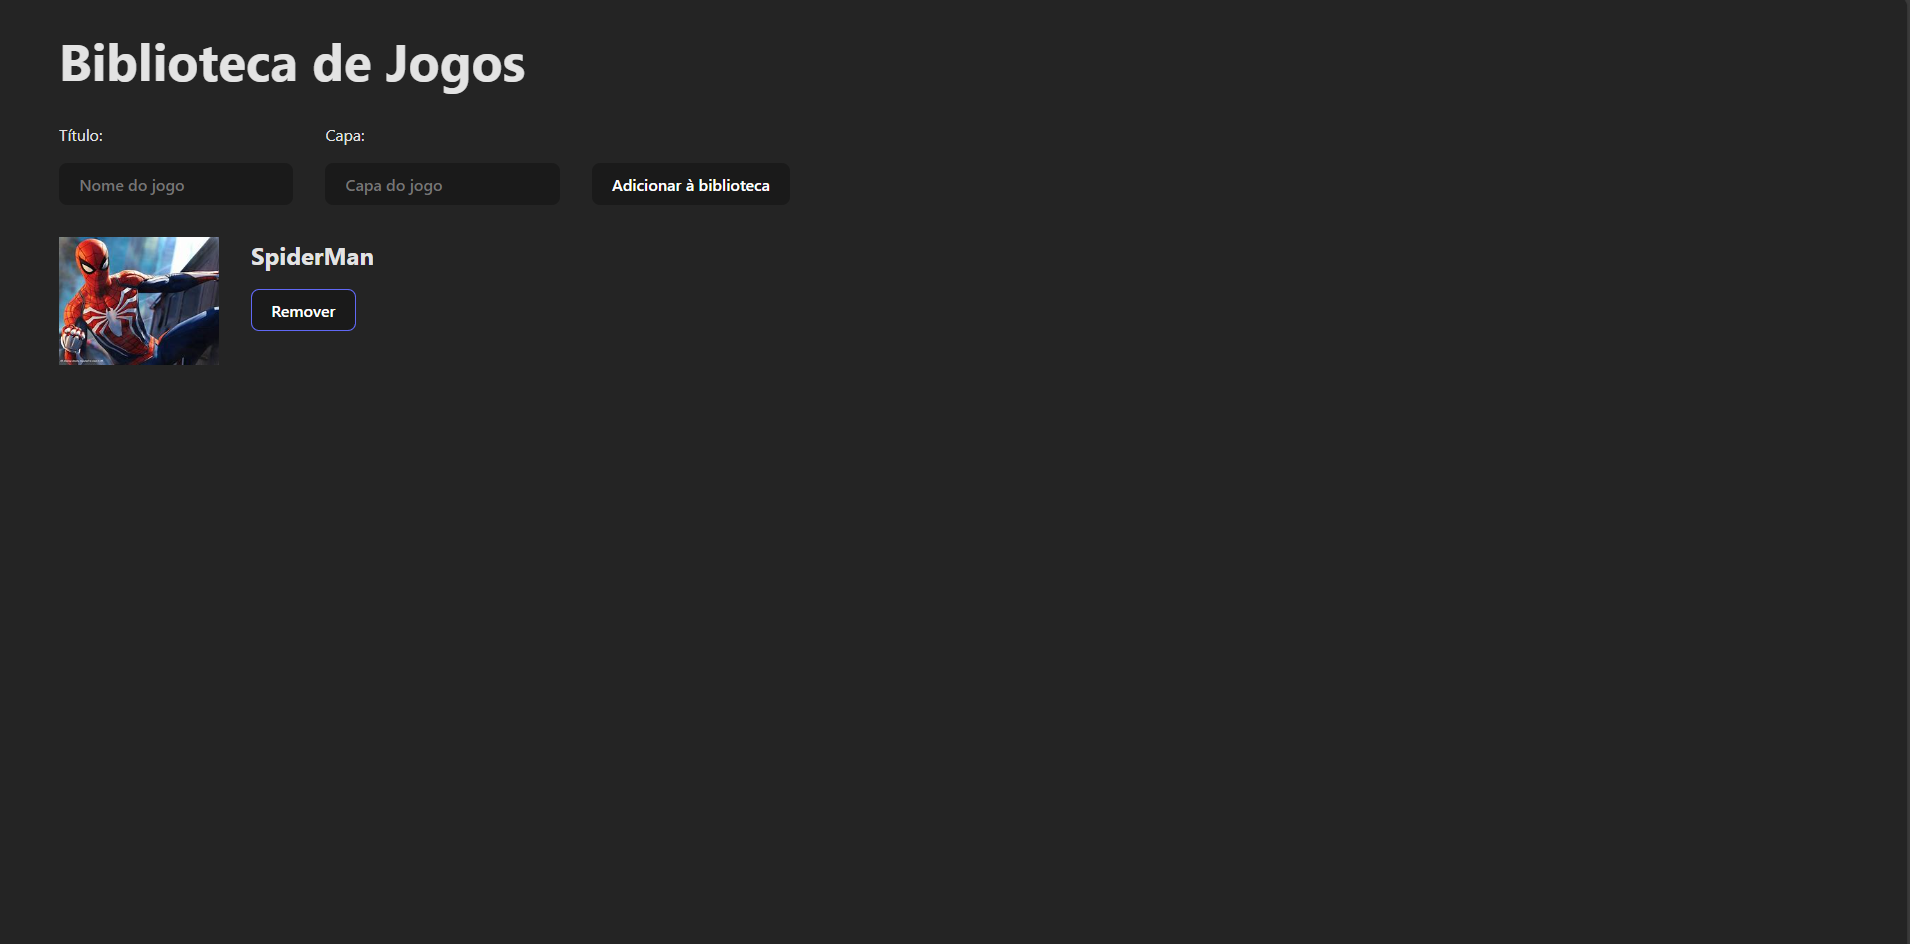 Biblioteca de Jogos
Título:
Capa:
Nome do jogo
Capa do jogo
Adicionar à biblioteca
SpiderMan
Remover